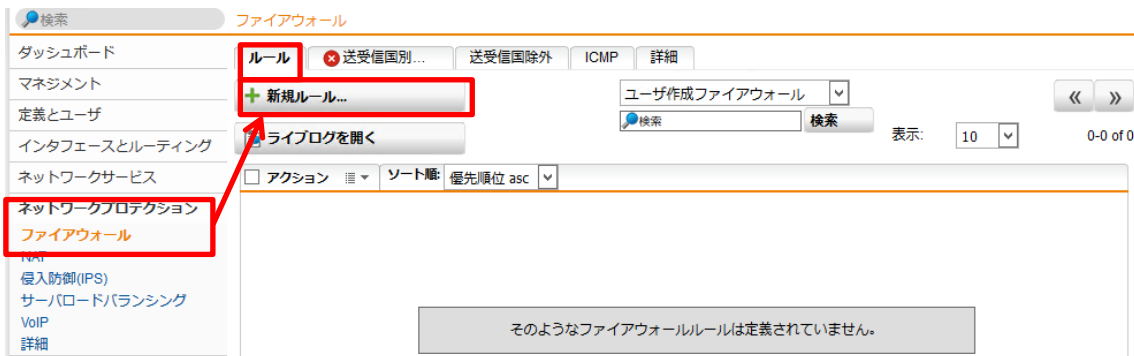 検索
ファイアウォール
ダッシュボード
マネジメント
定義とユーザ
インタフェースとルーティング
ネットワークサービス
ネットワークプロテクション
ファイアウォール
NAT
侵入防御(IPS)
サーバロードバランシング
VoIP
詳細
ルール
送受信国別...
送受信国除外
ICMP
詳細
新規ルール...
ユーザ作成ファイアウォール
検索
検索
ライブログを開く
表示:
10
0-0 of 0
アクション
ソート順:
優先順位 asc
そのようなファイアウォールルールは定義されていません。